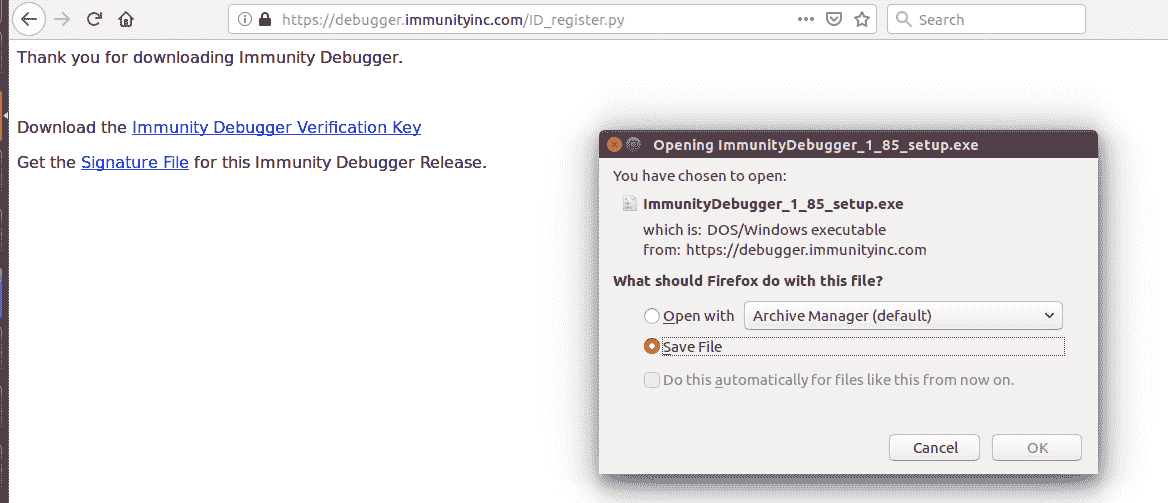 https://debugger.immunityinc.com/ID_register.py
Search
Thank you for downloading Immunity Debugger.
Download the Immunity Debugger Verification Key
Get the Signature File for this Immunity Debugger Release.
Opening ImmunityDebugger_1_85_setup.exe
You have chosen to open:
ImmunityDebugger_1_85_setup.exe
which is: DOS/Windows executable
from: https://debugger.immunityinc.com
What should Firefox do with this file?
Open with Archive Manager (default)
Save File
Do this automatically for files like this from now on.
Cancel OK